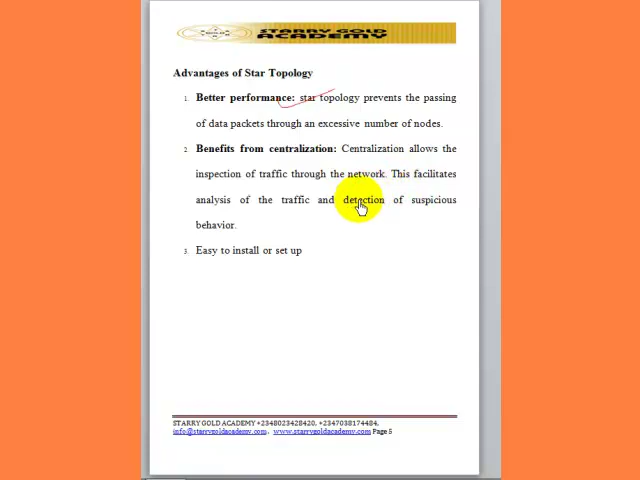 GOLD
STARRY GOLD
ACADEMY
Advantages of Star Topology
1. Better performance: star topology prevents the passing
of data packets through an excessive number of nodes.
2. Benefits from centralization: Centralization allows the
inspection of traffic through the network. This facilitates
analysis of the traffic and detection of suspicious
behavior.
3. Easy to install or set up
STARRY GOLD ACADEMY +2348023428420, +2347038174484,
info@starrygoldacademy.com, www.starrygoldacademy.com Page 5